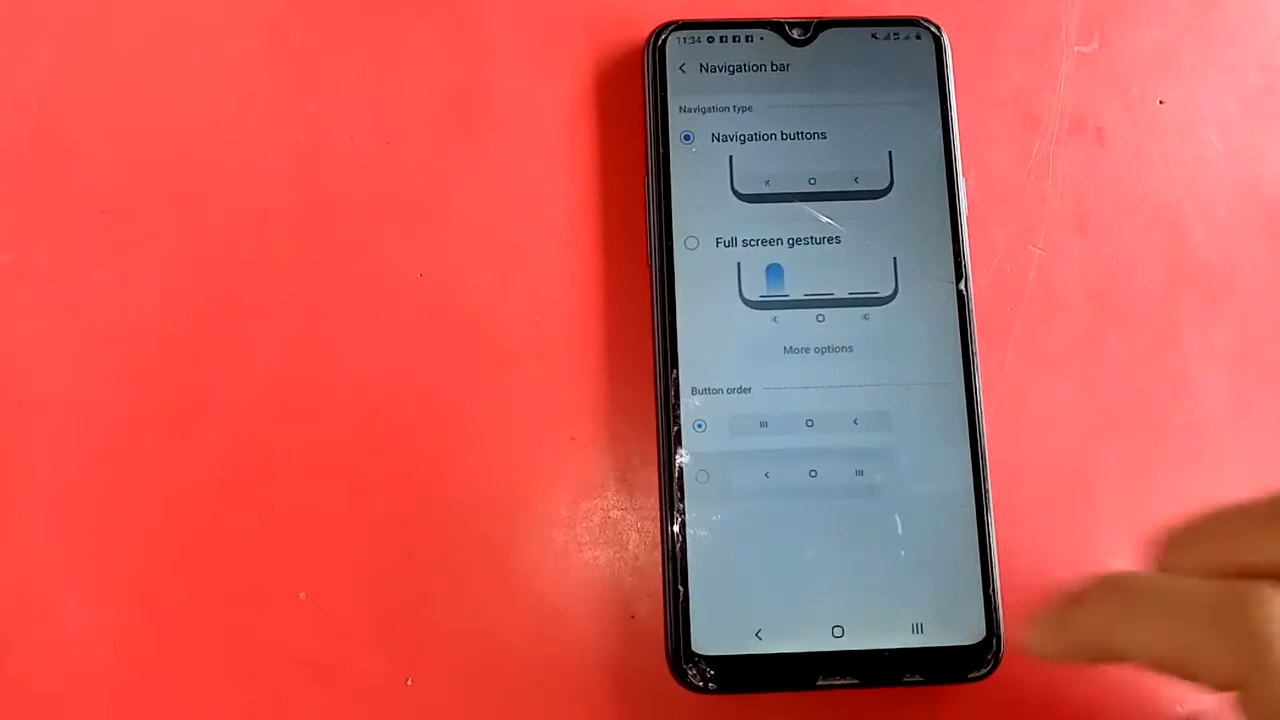 11:34
Navigation bar
Navigation type
Navigation buttons
Full screen gestures
More options
Button order